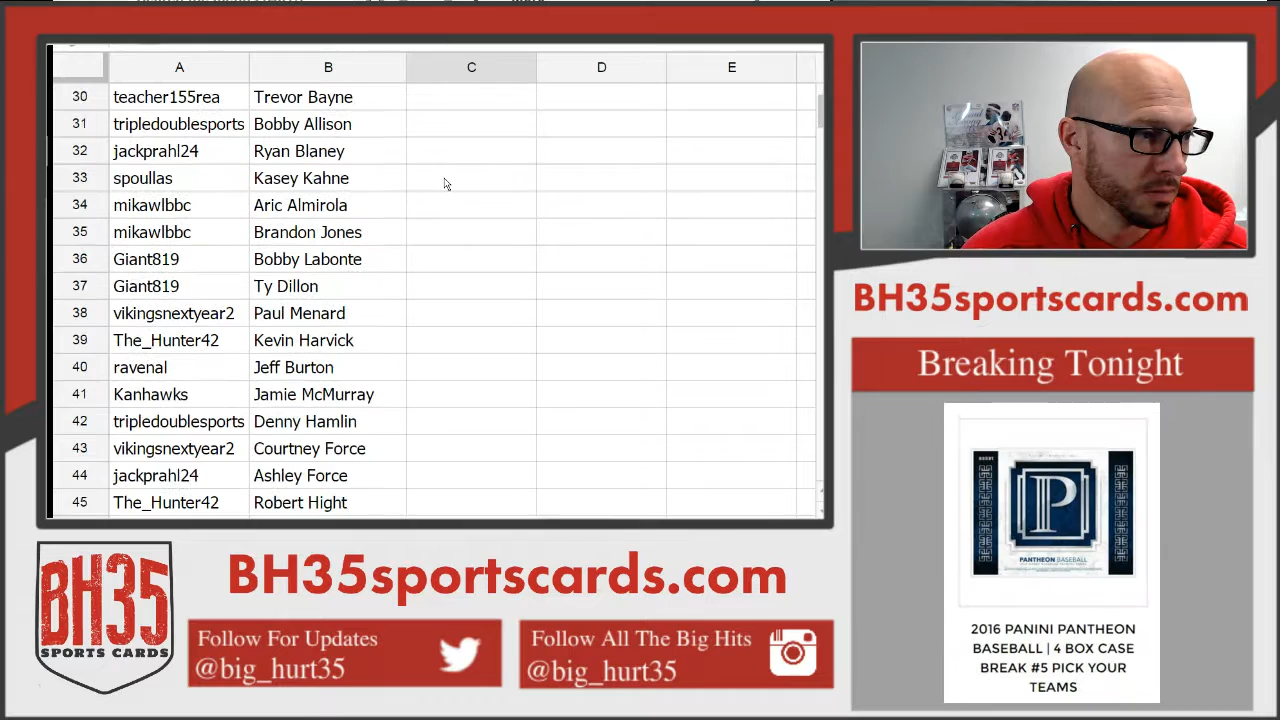 A B C D E
30 teacher155rea Trevor Bayne
31 tripledoublesports Bobby Allison
32 jackprahl24 Ryan Blaney
33 spoullas Kasey Kahne
34 mikawlbbc Aric Almirola
35 mikawlbbc Brandon Jones
36 Giant819 Bobby Labonte
37 Giant819 Ty Dillon
38 vikingsnextyear2 Paul Menard
39 The_Hunter42 Kevin Harvick
40 ravenal Jeff Burton
41 Kanhawks Jamie McMurray
42 tripledoublesports Denny Hamlin
43 vikingsnextyear2 Courtney Force
44 jackprahl24 Ashley Force
45 The_Hunter42 Robert Hight
BH35sportscards.com
Breaking Tonight
P
PANTHEON BASEBALL
2016 PANINI PANTHEON
BASEBALL | 4 BOX CASE
BREAK #5 PICK YOUR
TEAMS
BH35
SPORTS CARDS
BH35sportscards.com
Follow For Updates
@big_hurt35
Follow All The Big Hits
@big_hurt35